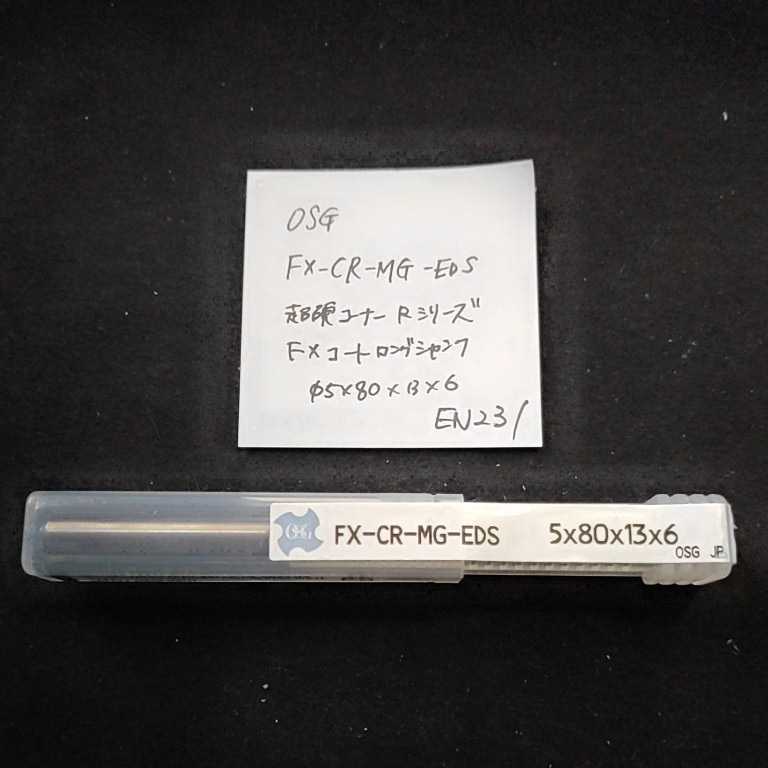 OSG
FX-CR-MG-EDS
超硬コーナーRシリーズ
FXコートロングシャンク
φ5×80×13×6
EN231
OSG FX-CR-MG-EDS 5x80x13x6
OSG JP